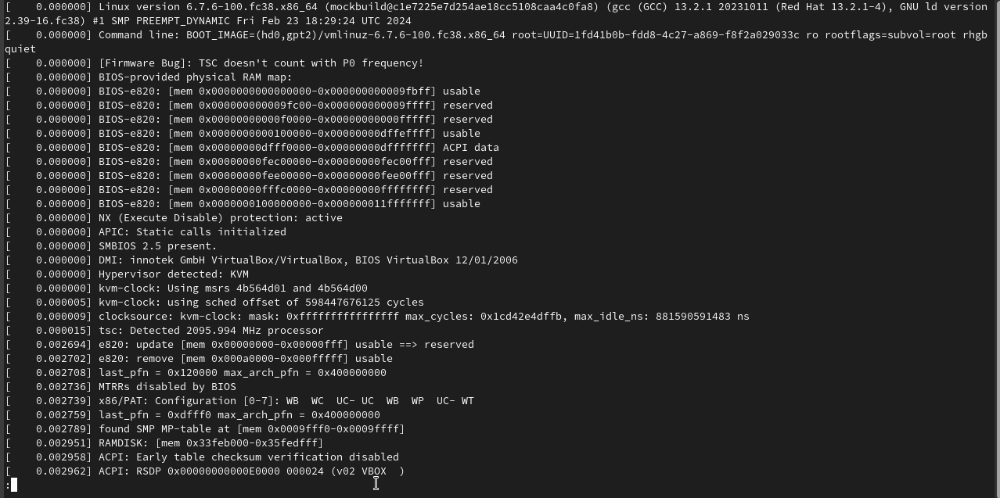 [    0.000000] Linux version 6.7.6-100.fc38.x86_64 (mockbuild@c1e7225e7d254ae18cc5108caa4c0fa8) (gcc (GCC) 13.2.1 20231011 (Red Hat 13.2.1-4), GNU ld version
2.39-16.fc38) #1 SMP PREEMPT_DYNAMIC Fri Feb 23 18:29:24 UTC 2024
[    0.000000] Command line: BOOT_IMAGE=(hd0,gpt2)/vmlinuz-6.7.6-100.fc38.x86_64 root=UUID=1fd41b0b-fdd8-4c27-a869-f8f2a029033c ro rootflags=subvol=root rhgb
quiet
[    0.000000] [Firmware Bug]: TSC doesn't count with P0 frequency!
[    0.000000] BIOS-provided physical RAM map:
[    0.000000] BIOS-e820: [mem 0x0000000000000000-0x000000000009fbff] usable
[    0.000000] BIOS-e820: [mem 0x000000000009fc00-0x000000000009ffff] reserved
[    0.000000] BIOS-e820: [mem 0x00000000000f0000-0x00000000000fffff] reserved
[    0.000000] BIOS-e820: [mem 0x0000000000100000-0x00000000dffeffff] usable
[    0.000000] BIOS-e820: [mem 0x00000000dfff0000-0x00000000dfffffff] ACPI data
[    0.000000] BIOS-e820: [mem 0x00000000fec00000-0x00000000fec00fff] reserved
[    0.000000] BIOS-e820: [mem 0x00000000fee00000-0x00000000fee00fff] reserved
[    0.000000] BIOS-e820: [mem 0x00000000fffc0000-0x00000000ffffffff] reserved
[    0.000000] BIOS-e820: [mem 0x0000000100000000-0x000000011fffffff] usable
[    0.000000] NX (Execute Disable) protection: active
[    0.000000] APIC: Static calls initialized
[    0.000000] SMBIOS 2.5 present.
[    0.000000] DMI: innotek GmbH VirtualBox/VirtualBox, BIOS VirtualBox 12/01/2006
[    0.000000] Hypervisor detected: KVM
[    0.000000] kvm-clock: Using msrs 4b564d01 and 4b564d00
[    0.000005] kvm-clock: using sched offset of 598447676125 cycles
[    0.000009] clocksource: kvm-clock: mask: 0xffffffffffffffff max_cycles: 0x1cd42e4dffb, max_idle_ns: 881590591483 ns
[    0.000015] tsc: Detected 2095.994 MHz processor
[    0.002694] e820: update [mem 0x00000000-0x00000fff] usable ==> reserved
[    0.002702] e820: remove [mem 0x000a0000-0x000fffff] usable
[    0.002708] last_pfn = 0x120000 max_arch_pfn = 0x400000000
[    0.002736] MTRRs disabled by BIOS
[    0.002739] x86/PAT: Configuration [0-7]: WB  WC  UC- UC  WB  WP  UC- WT
[    0.002759] last_pfn = 0xdfff0 max_arch_pfn = 0x400000000
[    0.002789] found SMP MP-table at [mem 0x0009fff0-0x0009ffff]
[    0.002951] RAMDISK: [mem 0x33feb000-0x35fedfff]
[    0.002958] ACPI: Early table checksum verification disabled
[    0.002962] ACPI: RSDP 0x00000000000E0000 000024 (v02 VBOX  )
: